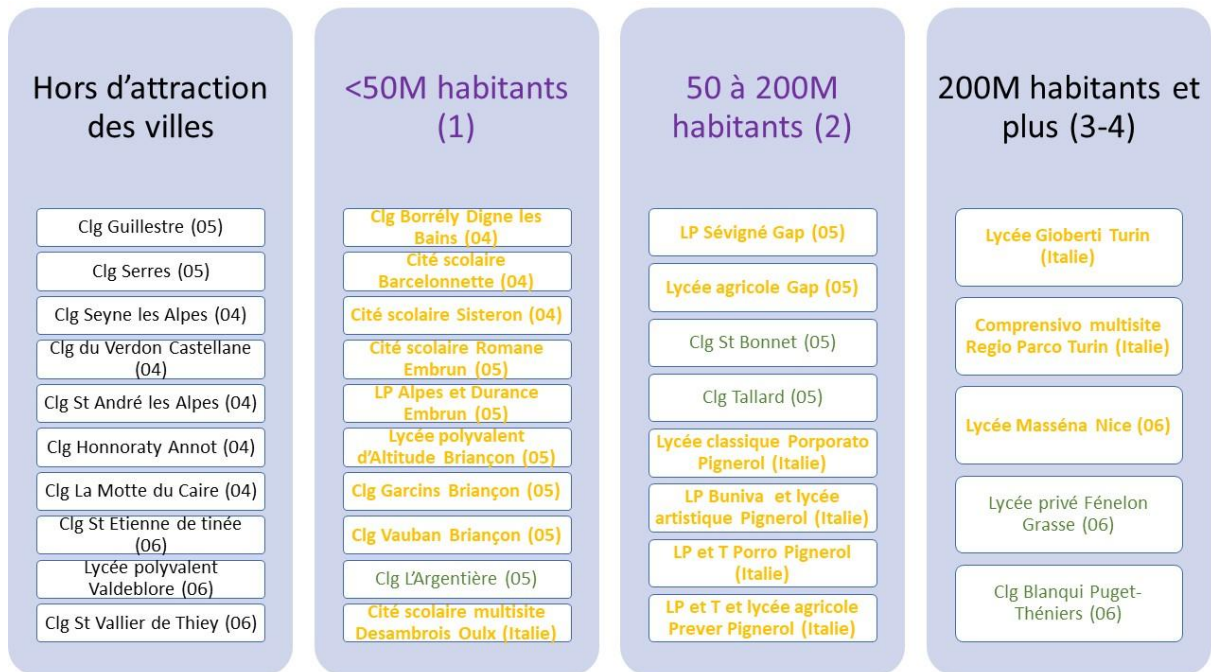 Hors d'attraction
des villes
Clg Guillestre (05)
Clg Serres (05)
Clg Seyne les Alpes (04)
Clg du Verdon Castellane
(04)
Clg St André les Alpes (04)
Clg Honnoraty Annot (04)
Clg La Motte du Caire (04)
Clg St Etienne de tinée
(06)
Lycée polyvalent
Valdeblore (06)
Clg St Vallier de Thiey (06)
<50M habitants
(1)
Clg Borrély Digne les
Bains (04)
Cité scolaire
Barcelonnette (04)
Cité scolaire Sisteron (04)
Cité scolaire Romane
Embrun (05)
LP Alpes et Durance
Embrun (05)
Lycée polyvalent
d'Altitude Briançon (05)
Clg Garcins Briançon (05)
Clg Vauban Briançon (05)
Clg L'Argentière (05)
Cité scolaire multisite
Desambrois Oulx (Italie)
50 à 200M
habitants (2)
LP Sévigné Gap (05)
Lycée agricole Gap (05)
Clg St Bonnet (05)
Clg Tallard (05)
Lycée classique Porporato
Pignerol (Italie)
LP Buniva et lycée
artistique Pignerol (Italie)
LP et T Porro Pignerol
(Italie)
LP et T et lycée agricole
Prever Pignerol (Italie)
200M habitants et
plus (3-4)
Lycée Gioberti Turin
(Italie)
Comprensivo multisite
Regio Parco Turin (Italie)
Lycée Masséna Nice (06)
Lycée privé Fénelon
Grasse (06)
Clg Blanqui Puget-
Théniers (06)